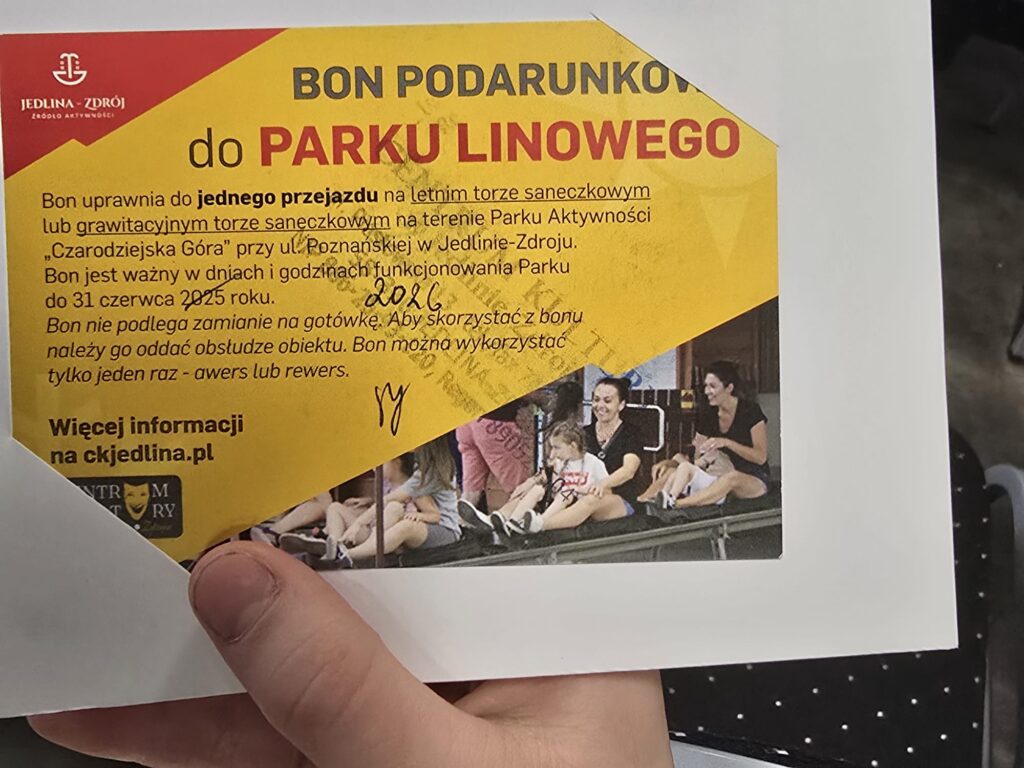 JEDLINA-ZDRÓJ
ŹRÓDŁO AKTYWNOŚCI
BON PODARUNKOW
do PARKU LINOWEGO
Bon uprawnia do jednego przejazdu na letnim torze saneczkowym
lub grawitacyjnym torze saneczkowym na terenie Parku Aktywności
„Czarodziejska Góra” przy ul. Poznańskiej w Jedlinie-Zdroju.
Bon jest ważny w dniach i godzinach funkcjonowania Parku
do 31 czerwca 2025 roku. 2026
Bon nie podlega zamianie na gotówkę. Aby skorzystać z bonu
należy go oddać obsłudze obiektu. Bon można wykorzystać
tylko jeden raz - awers lub rewers.
Więcej informacji
na ckjedlina.pl